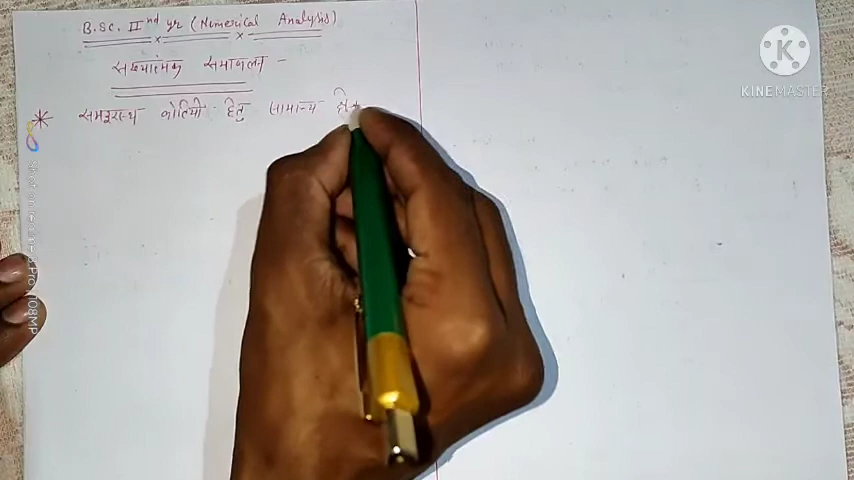 B.SC. IInd yr (Numerical Analysis)
संख्यात्मक समाकलन -
* समदूरस्थ कोटियों हेतु सामान्य
K
KINEMASTER